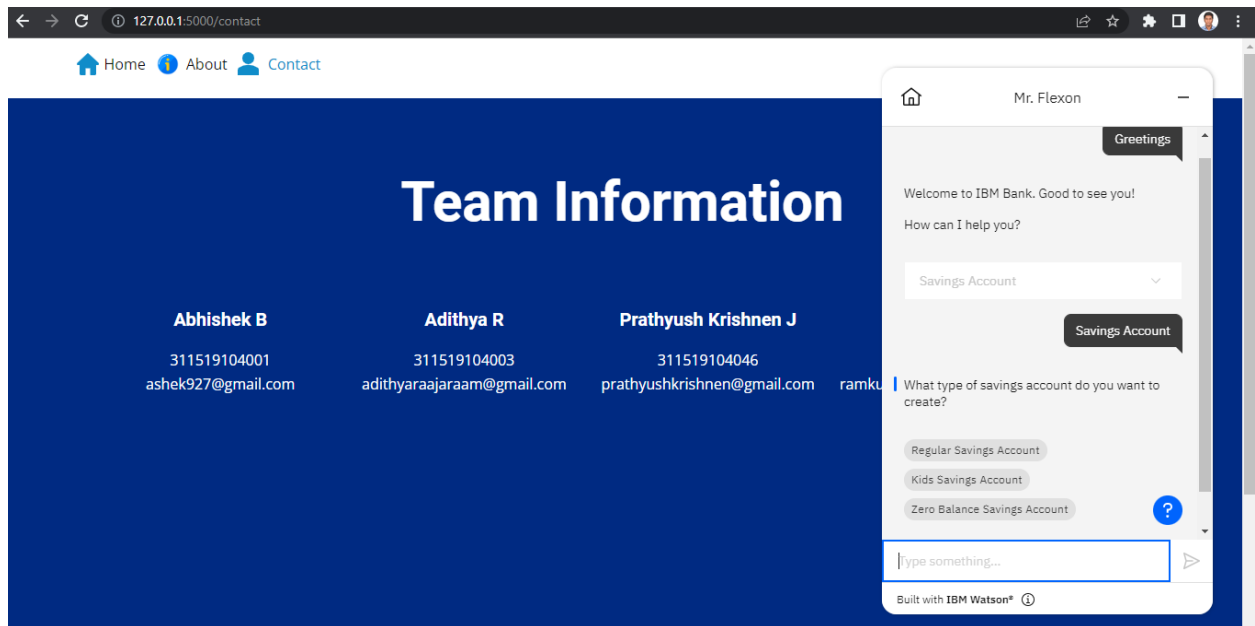 127.0.0.1:5000/contact
Home About Contact
Team Information
Abhishek B
311519104001
ashek927@gmail.com
Adithya R
311519104003
adithyaraajaraam@gmail.com
Prathyush Krishnen J
311519104046
prathyushkrishnen@gmail.com
ramku
Mr. Flexon
Greetings
Welcome to IBM Bank. Good to see you!
How can I help you?
Savings Account
Savings Account
What type of savings account do you want to
create?
Regular Savings Account
Kids Savings Account
Zero Balance Savings Account
?
Type something...
Built with IBM Watson®